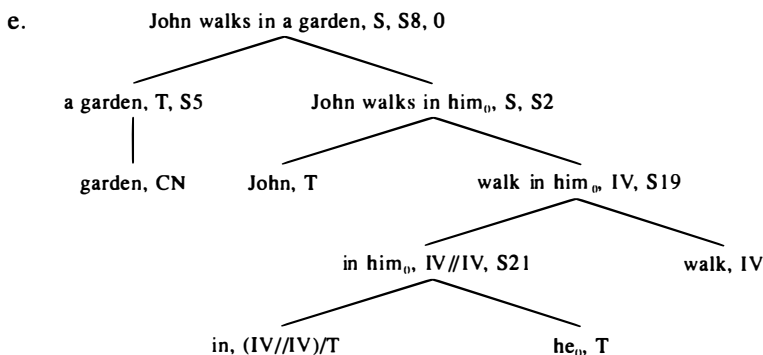 e. John walks in a garden, S, S8, 0
a garden, T, S5 John walks in him₀, S, S2
garden, CN John, T walk in him₀, IV, S19
in him₀, IV//IV, S21 walk, IV
in, (IV//IV)/T he₀, T